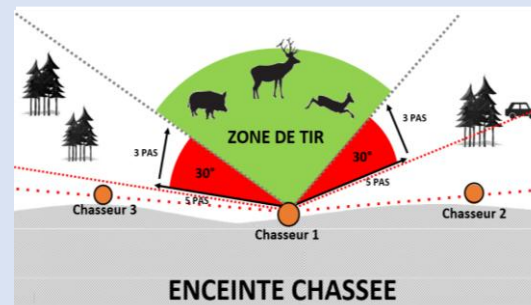 ZONE DE TIR
3 PAS
3 PAS
30°
30°
5 PAS
5 PAS
Chasseur 3
Chasseur 2
Chasseur 1
ENCEINTE CHASSEE